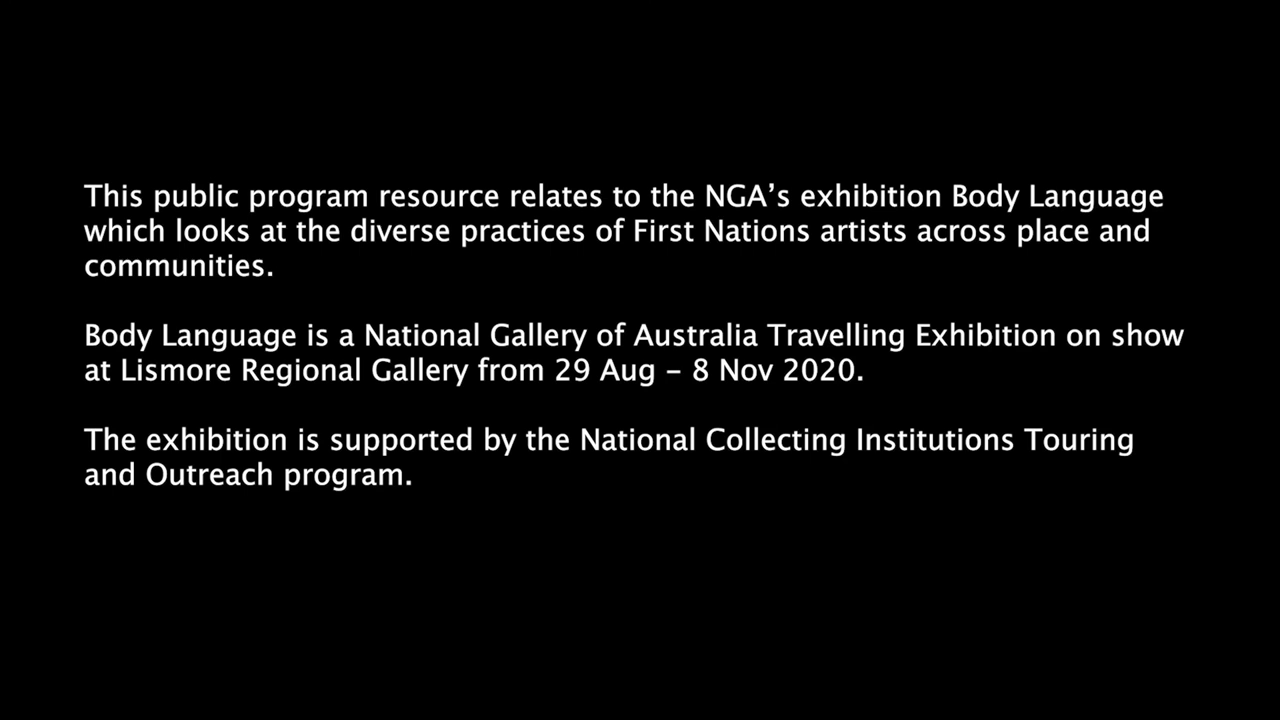 This public program resource relates to the NGA’s exhibition Body Language
which looks at the diverse practices of First Nations artists across place and
communities.
Body Language is a National Gallery of Australia Travelling Exhibition on show
at Lismore Regional Gallery from 29 Aug – 8 Nov 2020.
The exhibition is supported by the National Collecting Institutions Touring
and Outreach program.